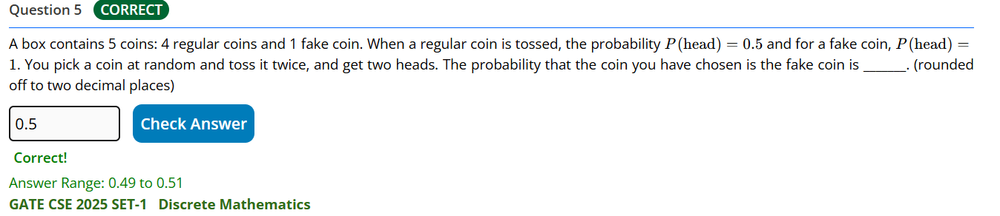 Question 5 CORRECT
A box contains 5 coins: 4 regular coins and 1 fake coin. When a regular coin is tossed, the probability P(head) = 0.5 and for a fake coin, P(head) =
1. You pick a coin at random and toss it twice, and get two heads. The probability that the coin you have chosen is the fake coin is ______. (rounded
off to two decimal places)
0.5 Check Answer
Correct!
Answer Range: 0.49 to 0.51
GATE CSE 2025 SET-1 Discrete Mathematics